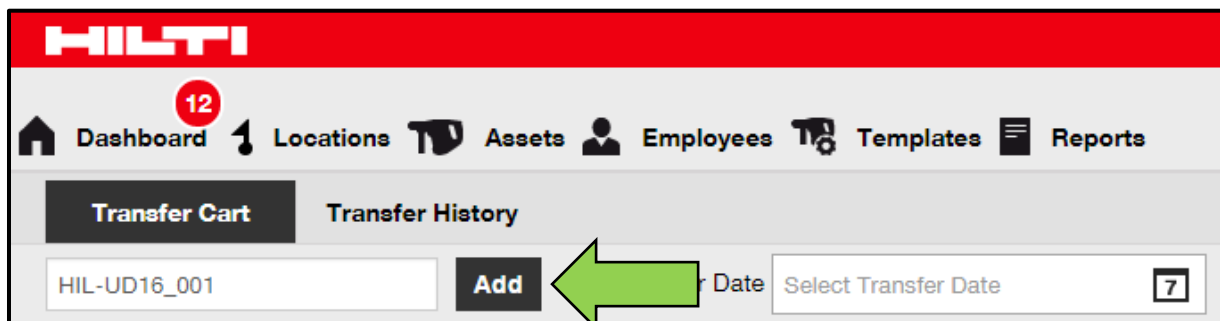 HILTI
12
Dashboard Locations Assets Employees Templates Reports
Transfer Cart Transfer History
HIL-UD16_001 Add r Date Select Transfer Date 7